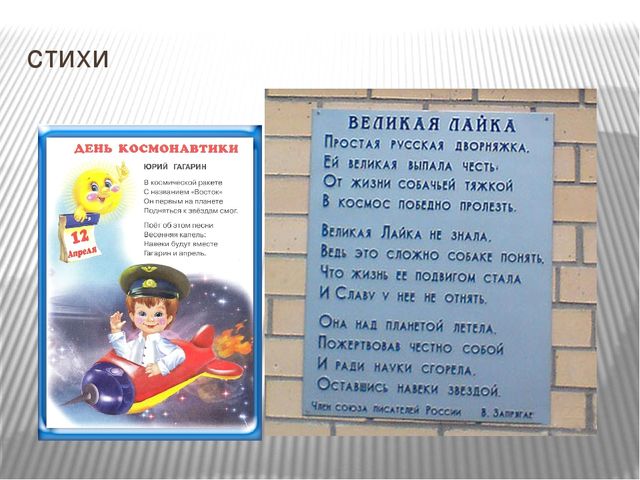 стихи
ДЕНЬ КОСМОНАВТИКИ
ЮРИЙ ГАГАРИН
В космической ракете
С названием «Восток»
Он первым на планете
Подняться к звёздам смог.
Поёт об этом песни
Весенняя капель:
Навеки будут вместе
Гагарин и апрель.
12
Апреля
ВЕЛИКАЯ ЛАЙКА
Простая русская дворняжка,
Ей великая выпала честь:
От жизни собачьей тяжкой
В космос победно пролезть.
Великая Лайка не знала,
Ведь это сложно собаке понять,
Что жизнь ее подвигом стала
И Славу у нее не отнять.
Она над планетой летела,
Пожертвовав честно собой
И ради науки сгорела,
Оставшись навеки звездой.
Член союза писателей России В. Запрягае